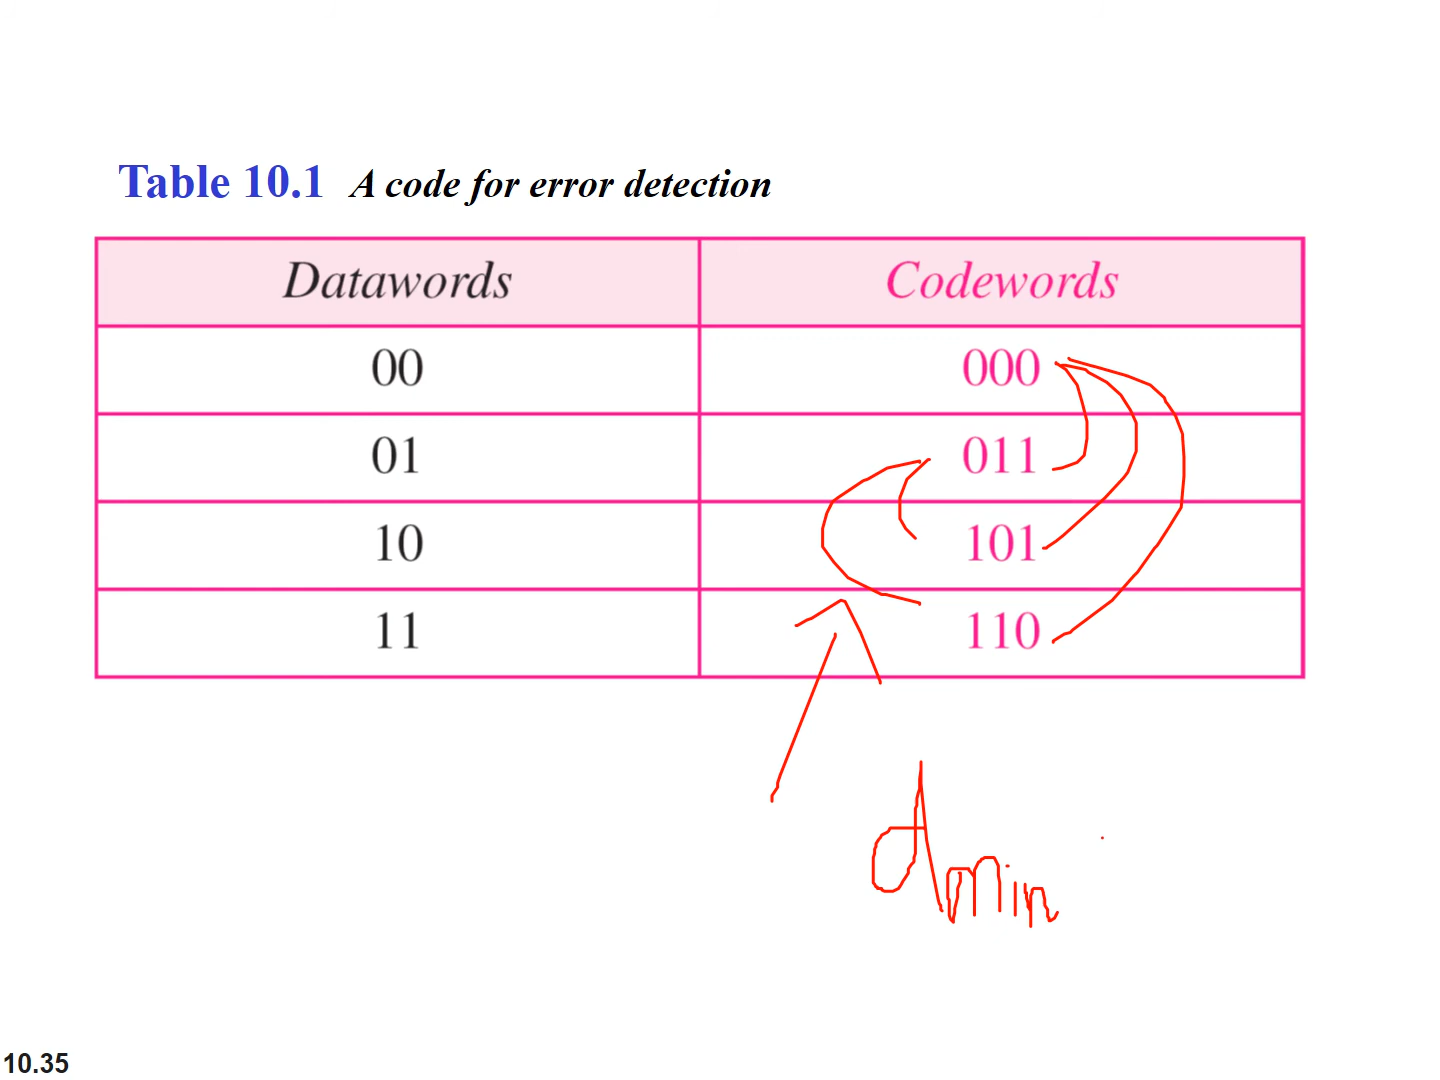 Table 10.1 A code for error detection
Datawords Codewords
00 000
01 011
10 101
11 110
dmin
10.35